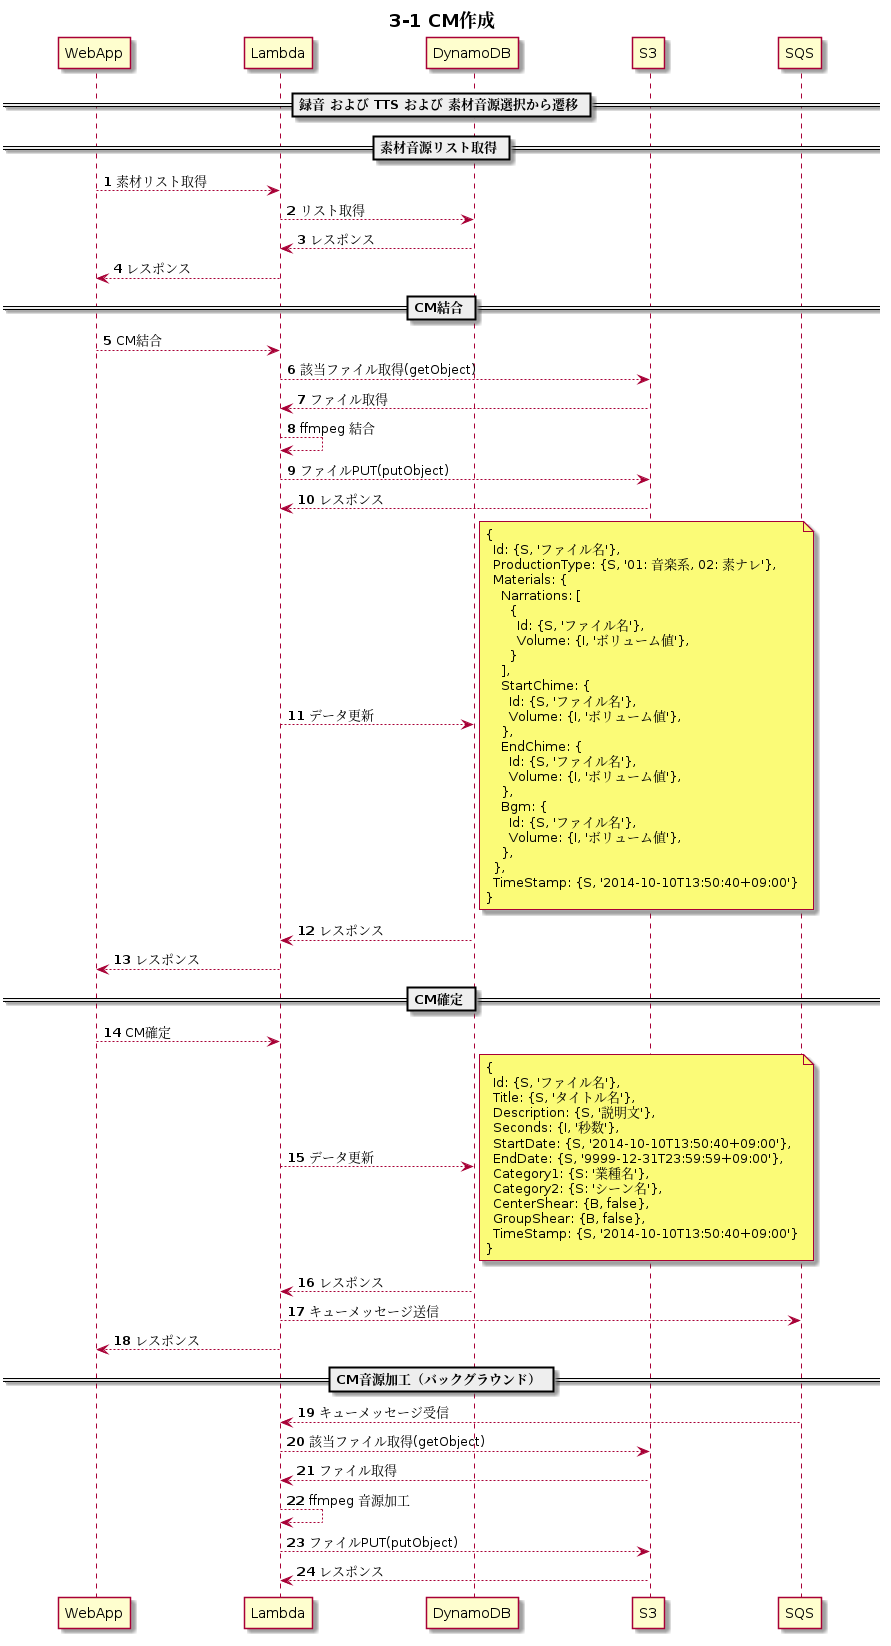 3-1 CM作成
WebApp Lambda DynamoDB S3 SQS
録音 および TTS および 素材音源選択から遷移
素材音源リスト取得
1 素材リスト取得
2 リスト取得
3 レスポンス
4 レスポンス
CM結合
5 CM結合
6 該当ファイル取得(getObject)
7 ファイル取得
8 ffmpeg 結合
9 ファイルPUT(putObject)
10 レスポンス
{
Id: {S, 'ファイル名'},
ProductionType: {S, '01: 音楽系, 02: 素ナレ'},
Materials: {
Narrations: [
{
Id: {S, 'ファイル名'},
Volume: {I, 'ボリューム値'},
}
],
StartChime: {
Id: {S, 'ファイル名'},
Volume: {I, 'ボリューム値'},
},
EndChime: {
Id: {S, 'ファイル名'},
Volume: {I, 'ボリューム値'},
},
Bgm: {
Id: {S, 'ファイル名'},
Volume: {I, 'ボリューム値'},
},
},
TimeStamp: {S, '2014-10-10T13:50:40+09:00'}
}
11 データ更新
12 レスポンス
13 レスポンス
CM確定
14 CM確定
{
Id: {S, 'ファイル名'},
Title: {S, 'タイトル名'},
Description: {S, '説明文'},
Seconds: {I, '秒数'},
StartDate: {S, '2014-10-10T13:50:40+09:00'},
EndDate: {S, '9999-12-31T23:59:59+09:00'},
Category1: {S: '業種名'},
Category2: {S: 'シーン名'},
CenterShear: {B, false},
GroupShear: {B, false},
TimeStamp: {S, '2014-10-10T13:50:40+09:00'}
}
15 データ更新
16 レスポンス
17 キューメッセージ送信
18 レスポンス
CM音源加工（バックグラウンド）
19 キューメッセージ受信
20 該当ファイル取得(getObject)
21 ファイル取得
22 ffmpeg 音源加工
23 ファイルPUT(putObject)
24 レスポンス
WebApp Lambda DynamoDB S3 SQS